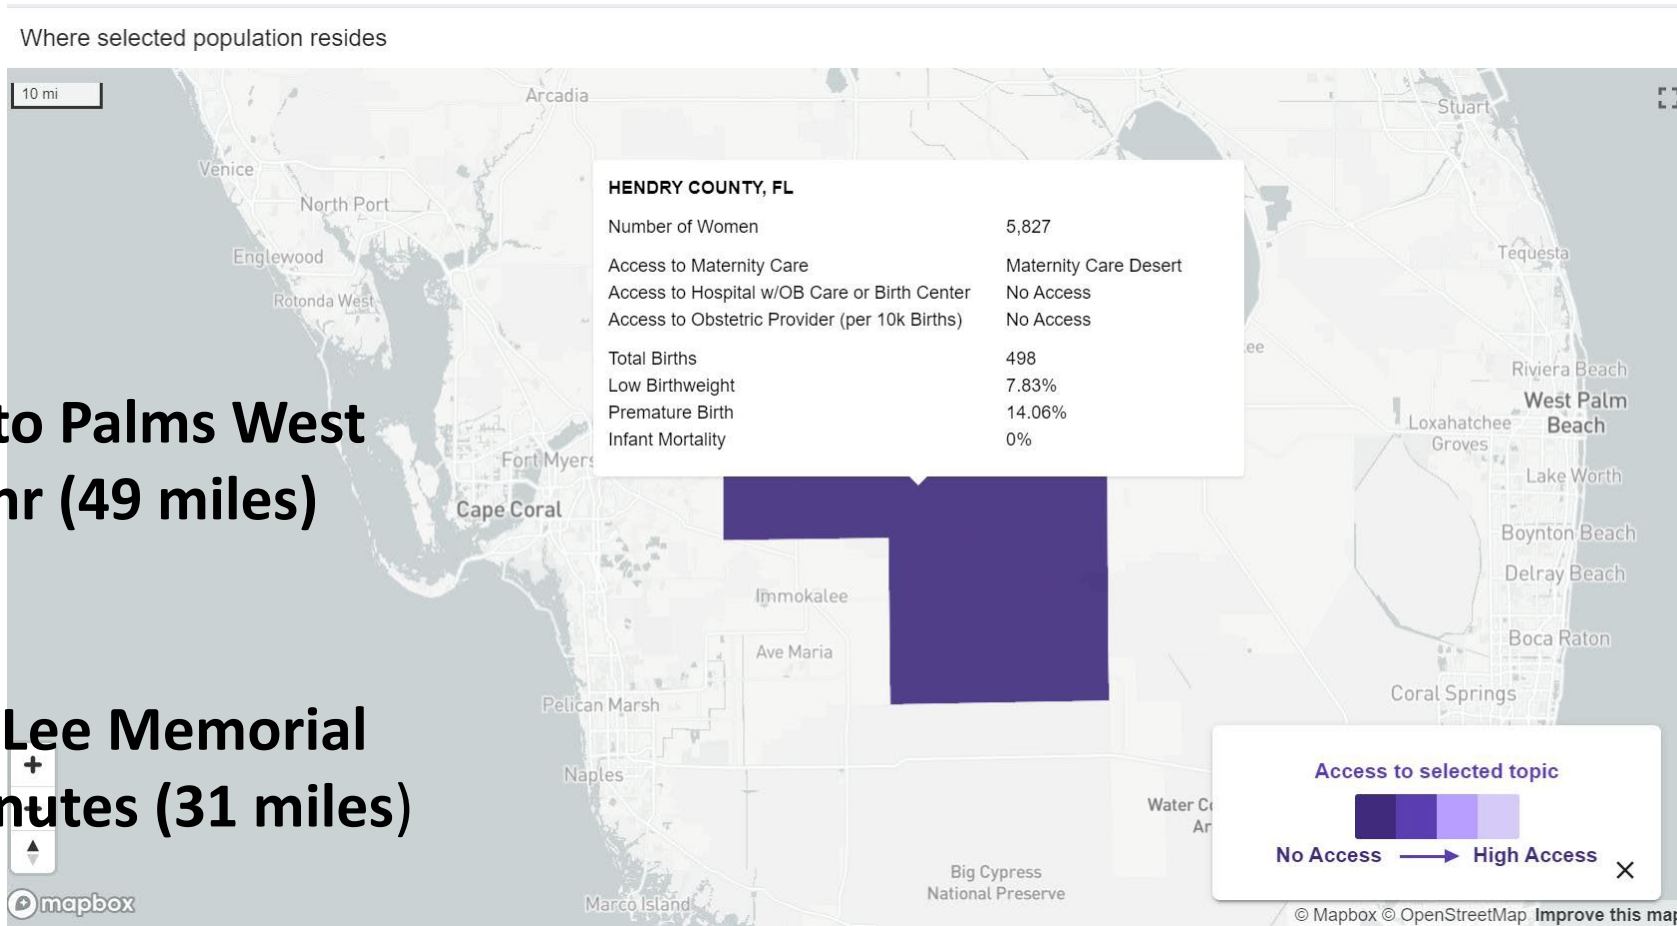 Where selected population resides
10 mi
Arcadia
Stuart
Venice
North Port
Englewood
Rotonda West
Tequesta
HENDRY COUNTY, FL
Number of Women 5,827
Access to Maternity Care Maternity Care Desert
Access to Hospital w/OB Care or Birth Center No Access
Access to Obstetric Provider (per 10k Births) No Access
Total Births 498
Low Birthweight 7.83%
Premature Birth 14.06%
Infant Mortality 0%
ee
Riviera Beach
West Palm
Beach
Loxahatchee
Groves
to Palms West
hr (49 miles)
Fort Myers
Cape Coral
Lake Worth
Boynton Beach
Delray Beach
Immokalee
Ave Maria
Boca Raton
Pelican Marsh
Coral Springs
Lee Memorial
nutes (31 miles)
Naples
Water Co
Ar
Big Cypress
National Preserve
Marco Island
Access to selected topic
No Access High Access
mapbox
© Mapbox © OpenStreetMap Improve this map